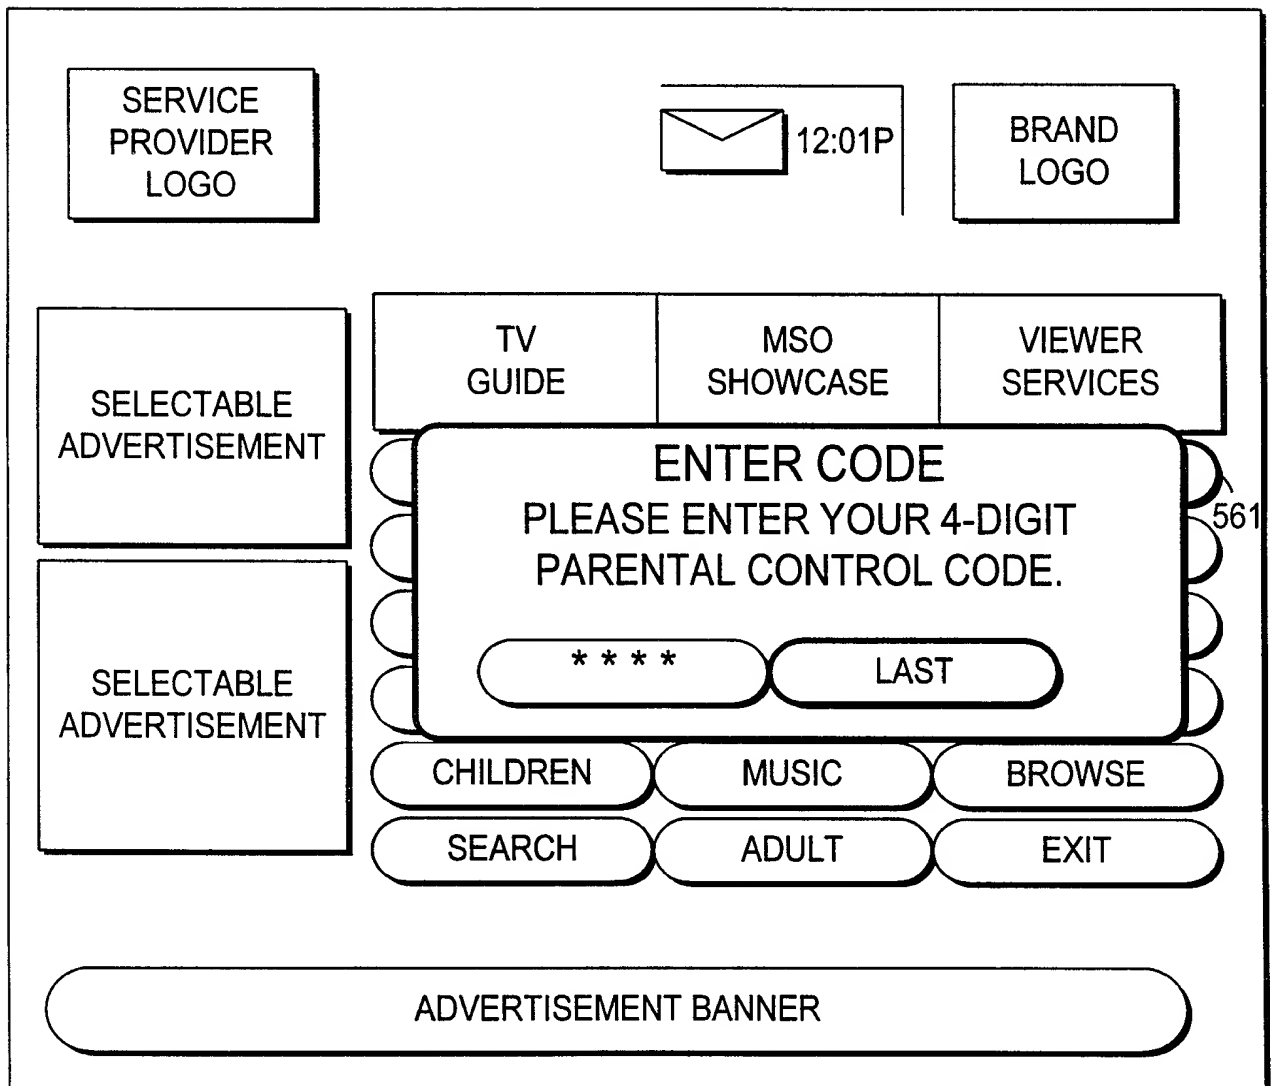 SERVICE
PROVIDER
LOGO
12:01P
BRAND
LOGO
SELECTABLE
ADVERTISEMENT
TV
GUIDE
MSO
SHOWCASE
VIEWER
SERVICES
ENTER CODE
PLEASE ENTER YOUR 4-DIGIT
PARENTAL CONTROL CODE.
* * * *
LAST
561
SELECTABLE
ADVERTISEMENT
CHILDREN
MUSIC
BROWSE
SEARCH
ADULT
EXIT
ADVERTISEMENT BANNER